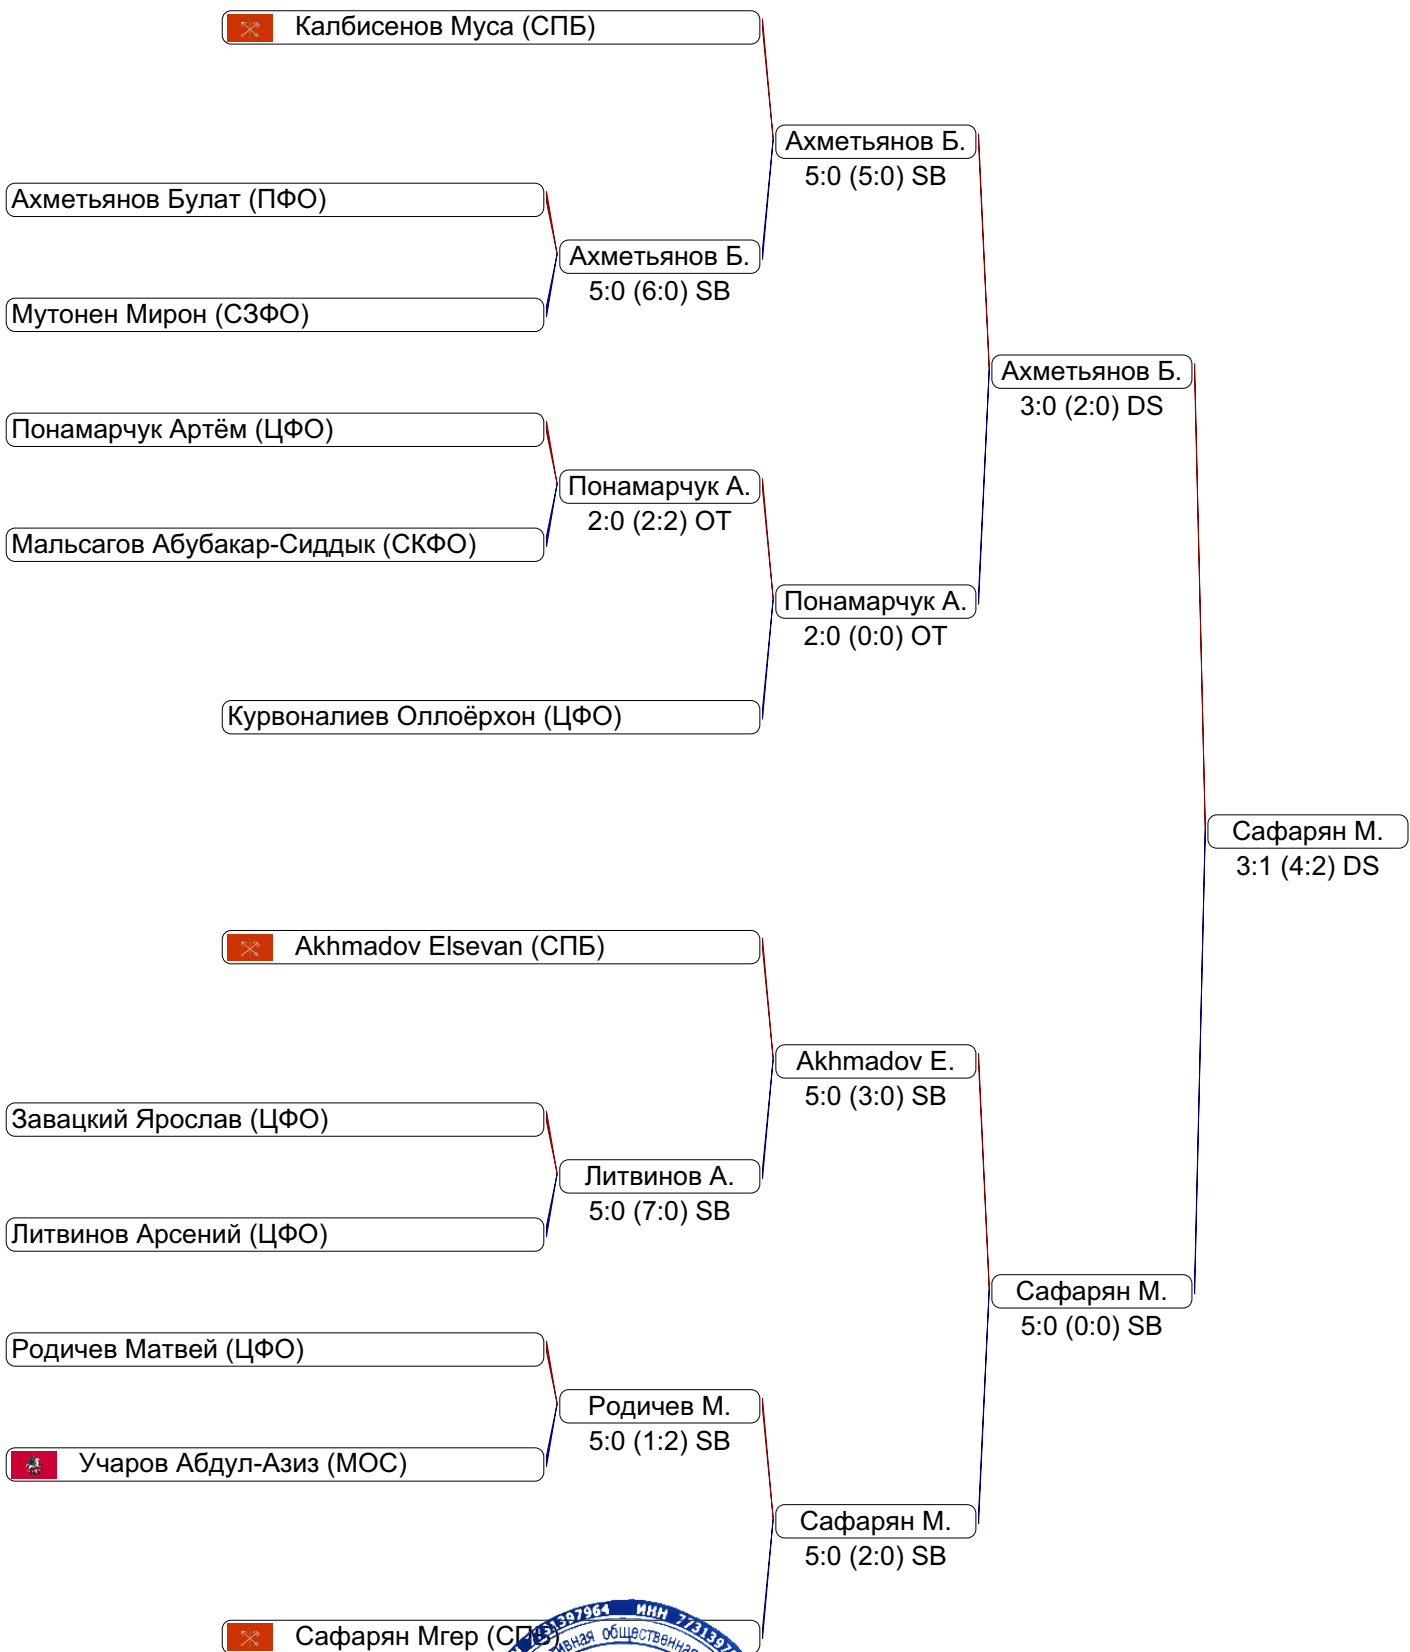 Калбисенов Муса (СПБ)
Ахметьянов Б.
5:0 (5:0) SB
Ахметьянов Булат (ПФО)
Ахметьянов Б.
5:0 (6:0) SB
Мутонен Мирон (СЗФО)
Ахметьянов Б.
3:0 (2:0) DS
Понамарчук Артём (ЦФО)
Понамарчук А.
2:0 (2:2) OT
Мальсагов Абубакар-Сиддык (СКФО)
Понамарчук А.
2:0 (0:0) OT
Курвоналиев Оллоёрхон (ЦФО)
Сафарян М.
3:1 (4:2) DS
Akhmadov Elsevan (СПБ)
Akhmadov E.
5:0 (3:0) SB
Завацкий Ярослав (ЦФО)
Литвинов А.
5:0 (7:0) SB
Литвинов Арсений (ЦФО)
Сафарян М.
5:0 (0:0) SB
Родичев Матвей (ЦФО)
Родичев М.
5:0 (1:2) SB
Учаров Абдул-Азиз (МОС)
Сафарян М.
5:0 (2:0) SB
Сафарян Мгер (СПБ)
ИНН
общественная